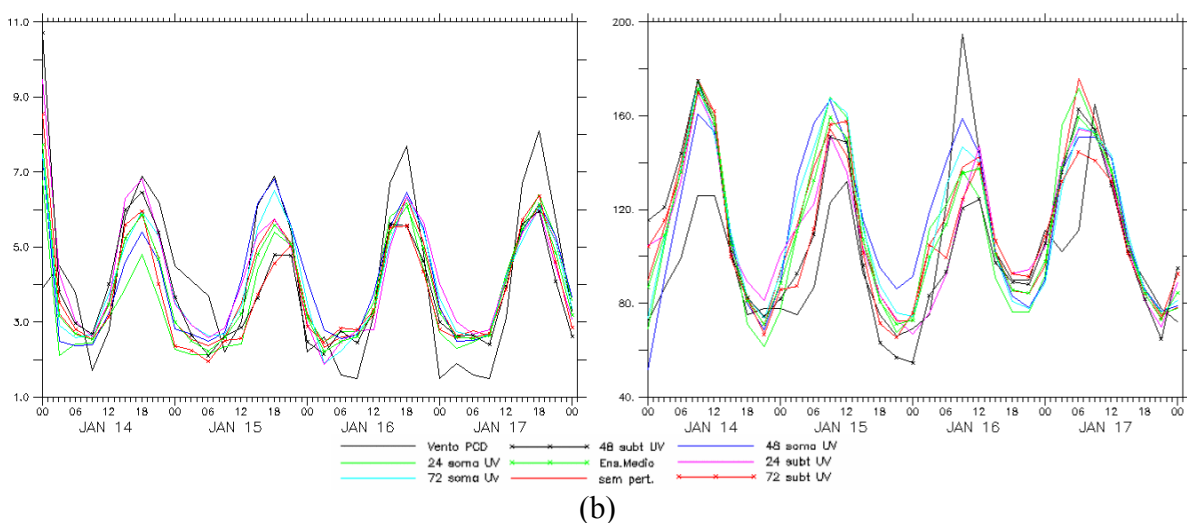 11.0
9.0
7.0
5.0
3.0
1.0
00 06 12 18 00 06 12 18 00 06 12 18 00 06 12 18 00
JAN 14 JAN 15 JAN 16 JAN 17
200.
160.
120.
80.
40.
00 06 12 18 00 06 12 18 00 06 12 18 00 06 12 18 00
JAN 14 JAN 15 JAN 16 JAN 17
Vento PCD 48 subt UV 48 soma UV
24 soma UV Ens.Medio 24 subt UV
72 soma UV sem pert. 72 subt UV
(b)